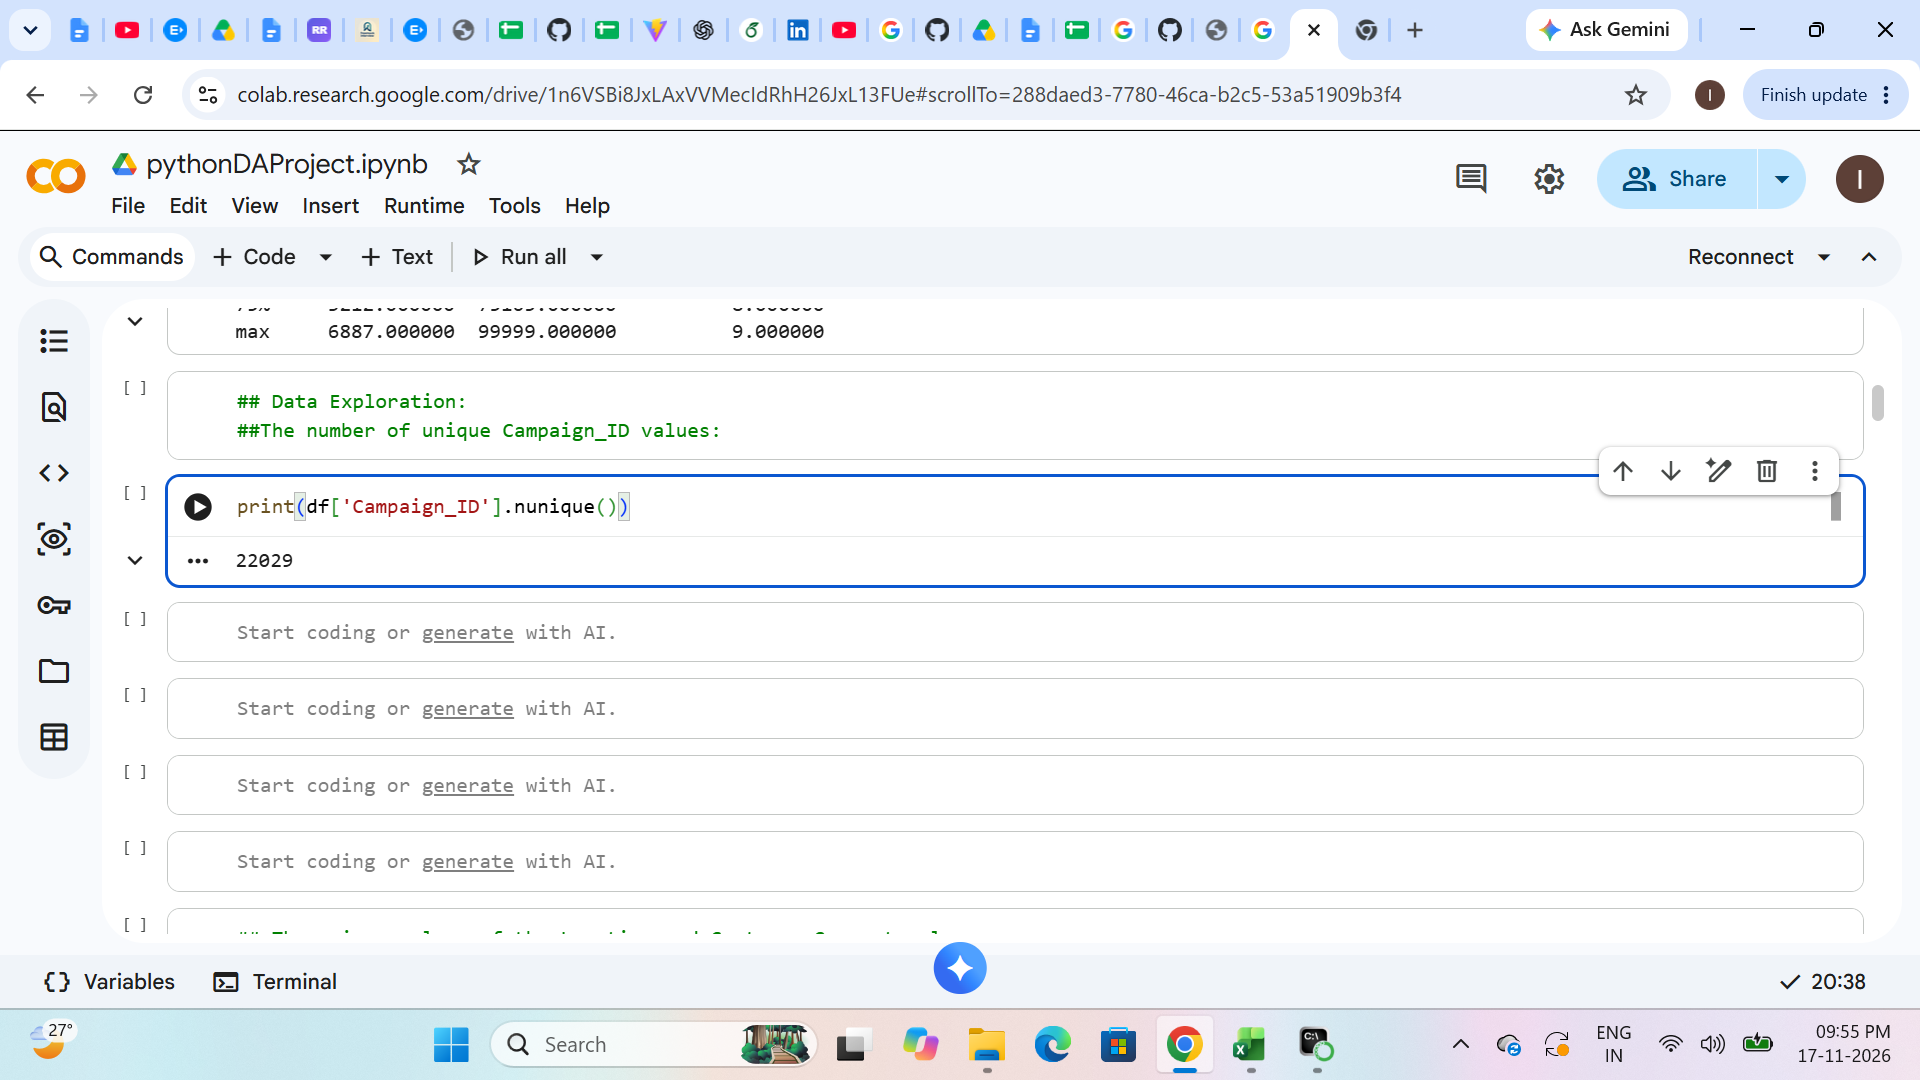 Ask Gemini
colab.research.google.com/drive/1n6VSBi8JxLAxVVMecIdRhH26JxL13FUe#scrollTo=288daed3-7780-46ca-b2c5-53a51909b3f4
I
Finish update
pythonDAProject.ipynb
Share
I
File Edit View Insert Runtime Tools Help
Commands + Code + Text Run all
Reconnect
max 6887.000000 99999.000000 9.000000
[ ]
## Data Exploration:
##The number of unique Campaign_ID values:
[ ]
print(df['Campaign_ID'].nunique())
22029
[ ]
Start coding or generate with AI.
[ ]
Start coding or generate with AI.
[ ]
Start coding or generate with AI.
[ ]
Start coding or generate with AI.
[ ]
Variables
Terminal
20:38
27°
Search
ENG
IN
09:55 PM
17-11-2026